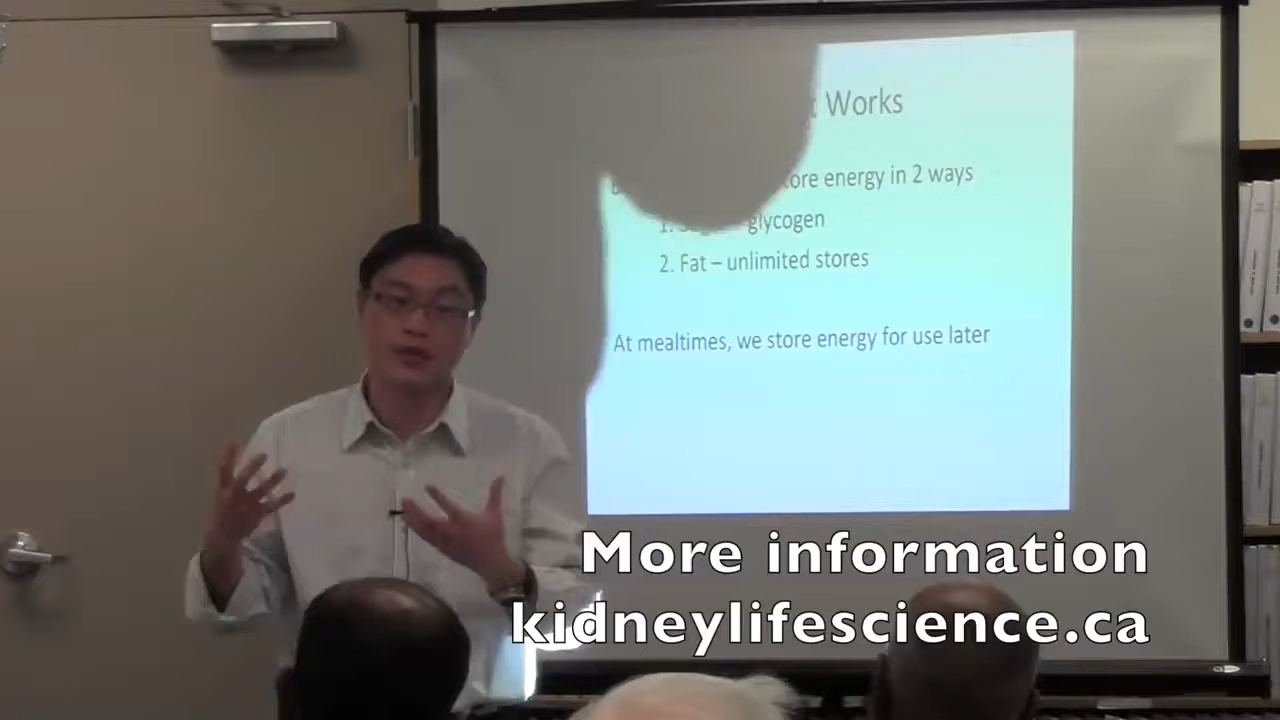 Works
energy in 2 ways
glycogen
2. Fat – unlimited stores
At mealtimes, we store energy for use later
More information
kidneylifescience.ca